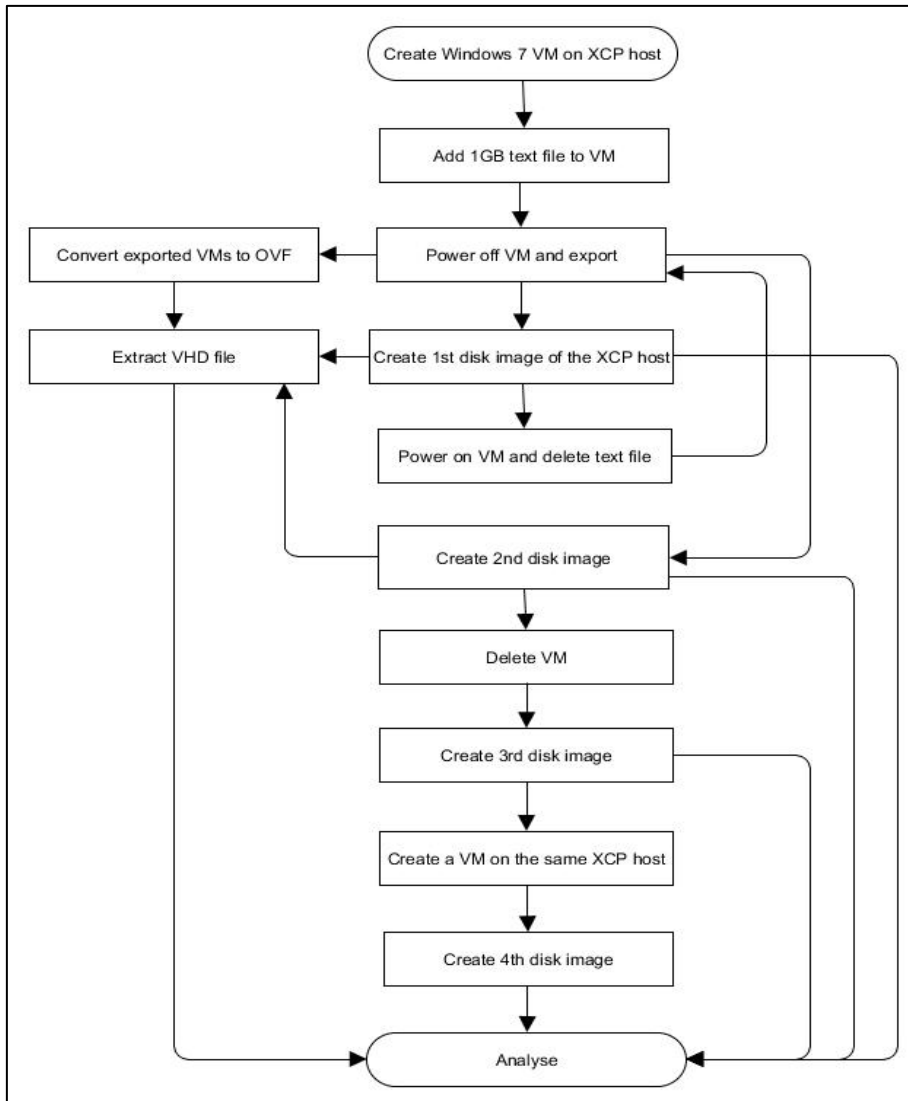 Create Windows 7 VM on XCP host
Add 1GB text file to VM
Convert exported VMs to OVF
Power off VM and export
Extract VHD file
Create 1st disk image of the XCP host
Power on VM and delete text file
Create 2nd disk image
Delete VM
Create 3rd disk image
Create a VM on the same XCP host
Create 4th disk image
Analyse